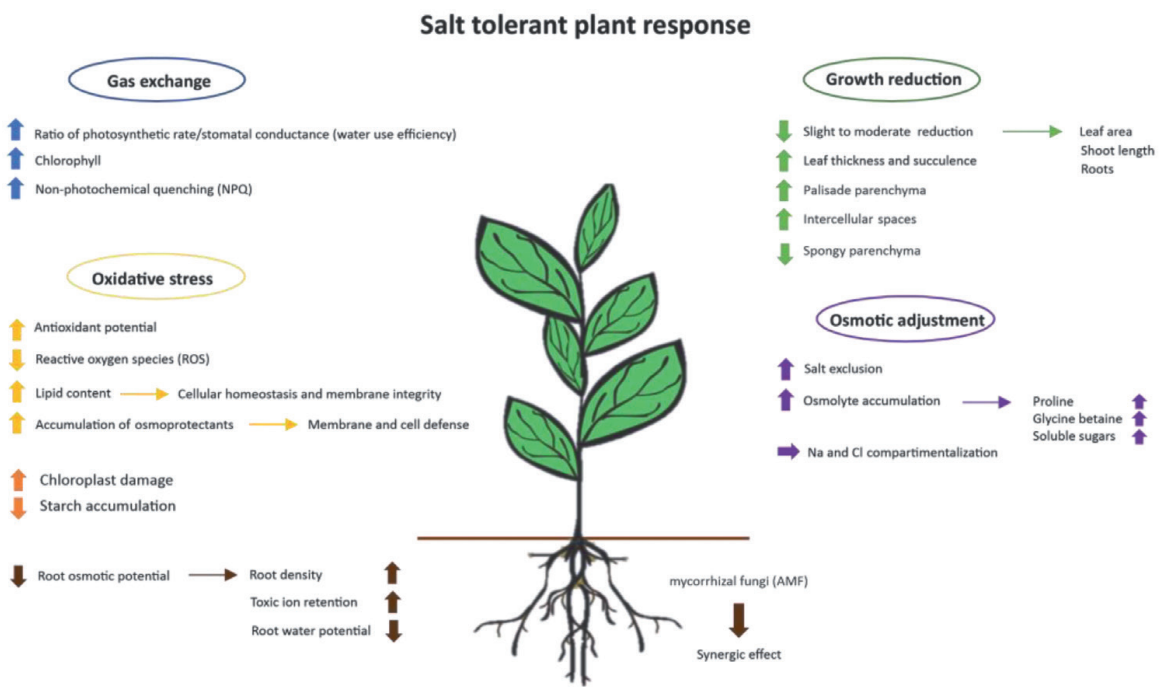 Salt tolerant plant response
Gas exchange
Ratio of photosynthetic rate/stomatal conductance (water use efficiency)
Chlorophyll
Non-photochemical quenching (NPQ)
Oxidative stress
Antioxidant potential
Reactive oxygen species (ROS)
Lipid content
Cellular homestasis and membrane integrity
Accumulation of osmoprotectants
Membrane and cell defense
Chloroplast damage
Starch accumulation
Root osmotic potential
Root density
Toxic ion retention
Root water potential
Growth reduction
Slight to moderate reduction
Leaf area
Shoot length
Roots
Leaf thickness and succulence
Palisade parenchyma
Intercellular spaces
Spongy parenchyma
Osmotic adjustment
Salt exclusion
Osmolyte accumulation
Proline
Glycine betaine
Soluble sugars
Na and Cl compartimentalization
mycorrhizal fungi (AMF)
Synergic effect